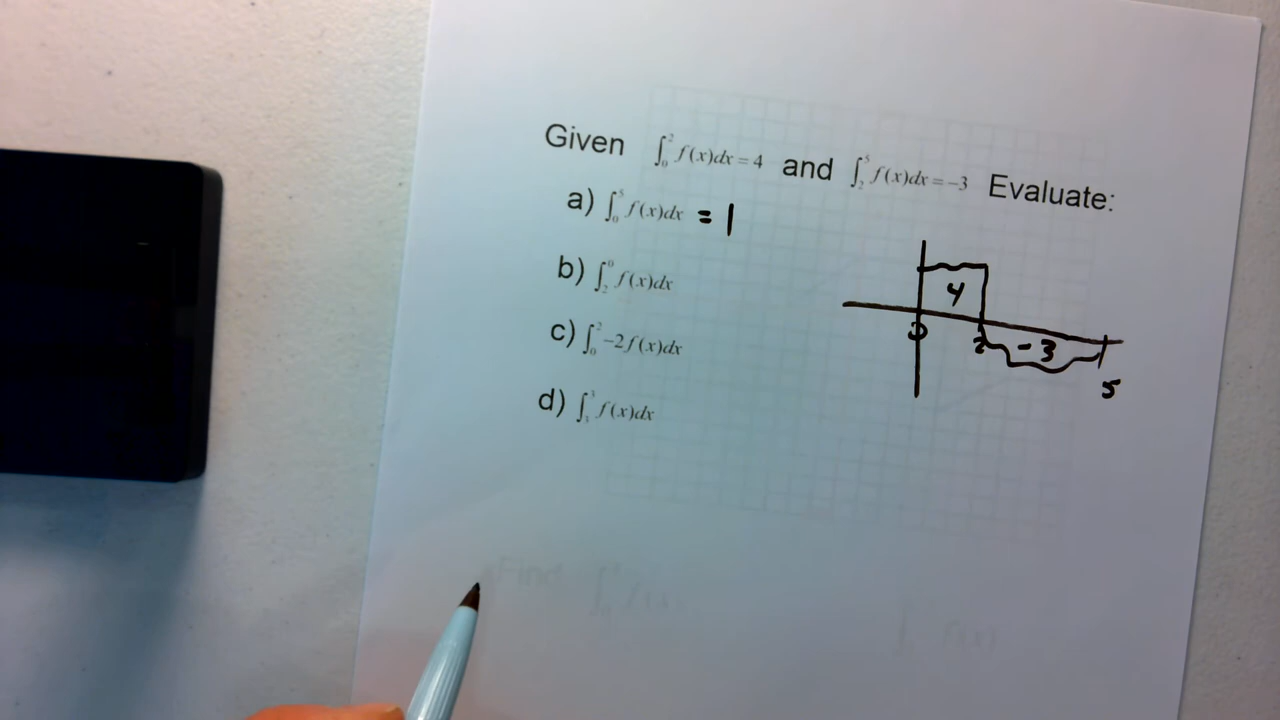 Given ∫₀² f(x)dx = 4 and ∫₂⁵ f(x)dx = -3 Evaluate:
a) ∫₀⁵ f(x)dx = 1
b) ∫₂⁰ f(x)dx
c) ∫₀² -2f(x)dx
d) ∫₃³ f(x)dx
4
0 2 -3
5
Find